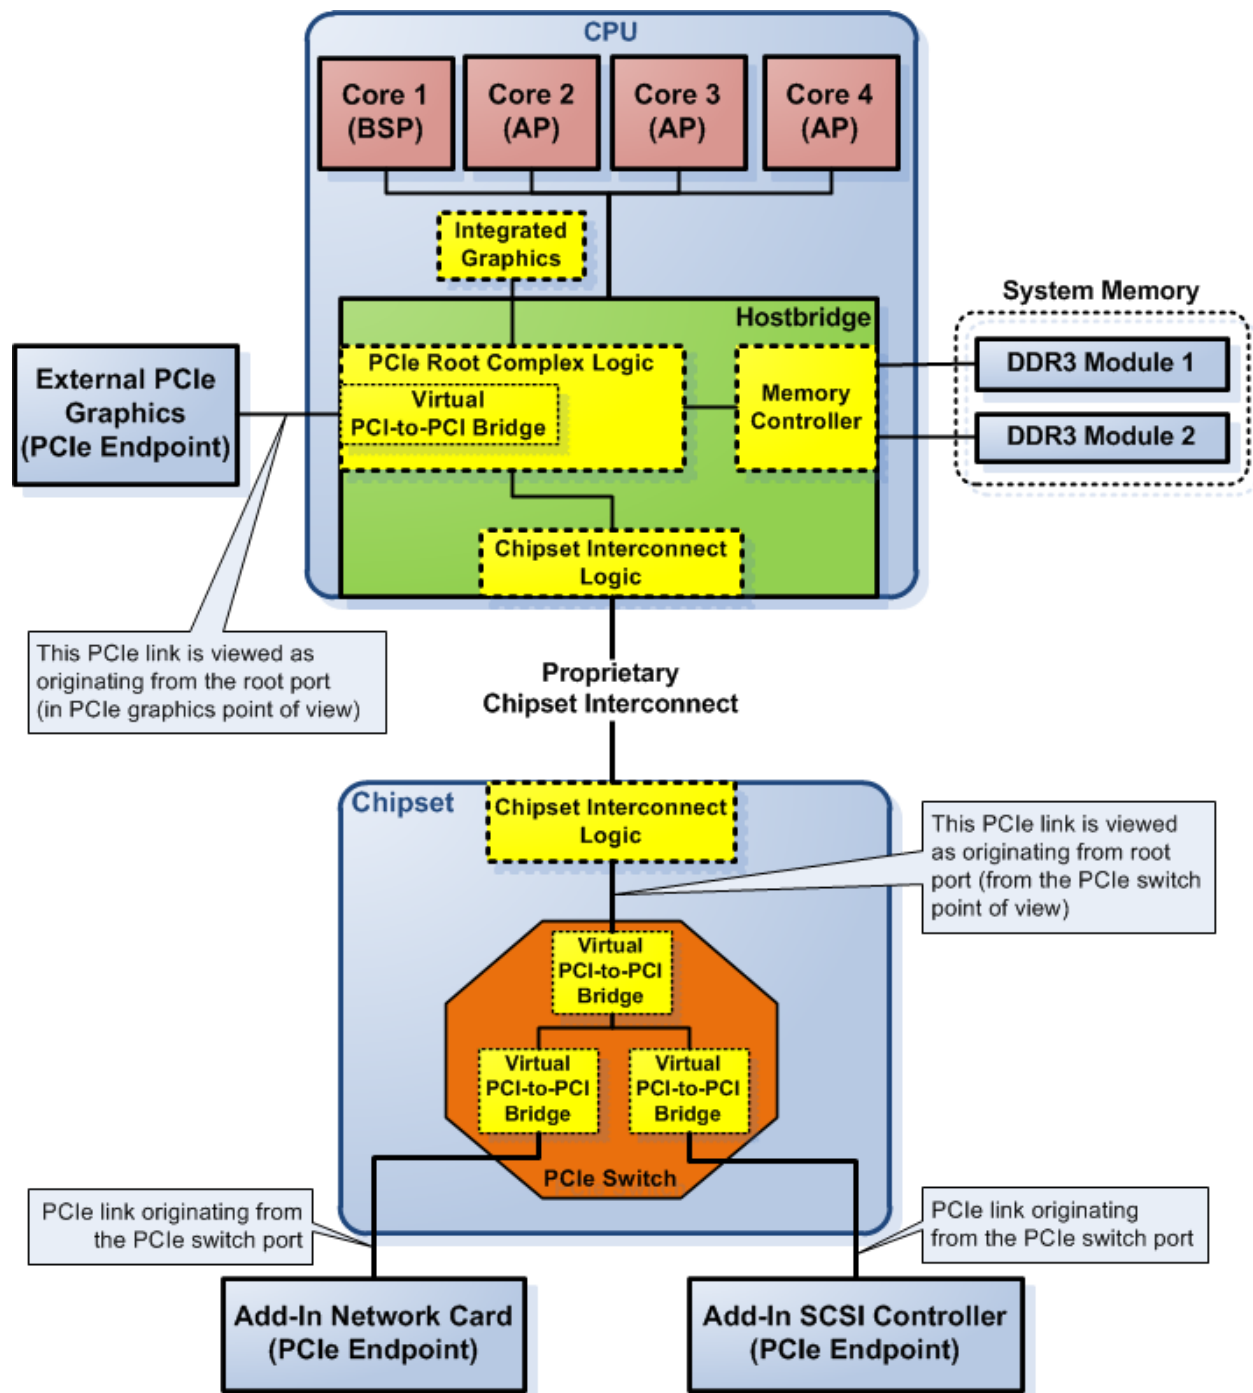 CPU
Core 1
(BSP)
Core 2
(AP)
Core 3
(AP)
Core 4
(AP)
Integrated
Graphics
Hostbridge
System Memory
PCIe Root Complex Logic
Virtual
PCI-to-PCI Bridge
Memory
Controller
DDR3 Module 1
DDR3 Module 2
External PCIe
Graphics
(PCIe Endpoint)
Chipset Interconnect
Logic
This PCIe link is viewed as
originating from the root port
(in PCIe graphics point of view)
Proprietary
Chipset Interconnect
Chipset
Chipset Interconnect
Logic
This PCIe link is viewed
as originating from root
port (from the PCIe switch
point of view)
Virtual
PCI-to-PCI
Bridge
Virtual
PCI-to-PCI
Bridge
Virtual
PCI-to-PCI
Bridge
PCIe Switch
PCIe link originating from
the PCIe switch port
PCIe link originating
from the PCIe switch port
Add-In Network Card
(PCIe Endpoint)
Add-In SCSI Controller
(PCIe Endpoint)